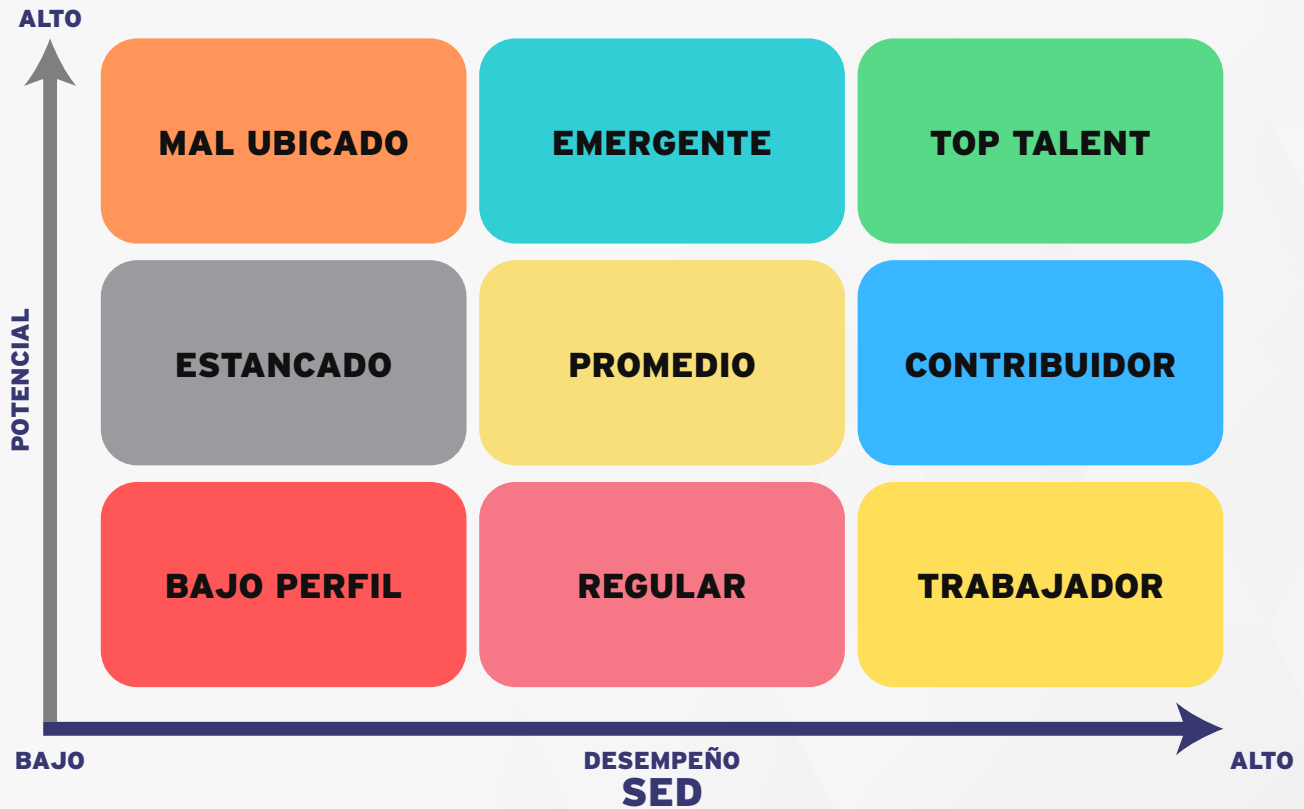 ALTO
MAL UBICADO
EMERGENTE
TOP TALENT
POTENCIAL
ESTANCADO
PROMEDIO
CONTRIBUIDOR
BAJO PERFIL
REGULAR
TRABAJADOR
BAJO
DESEMPEÑO
ALTO
SED